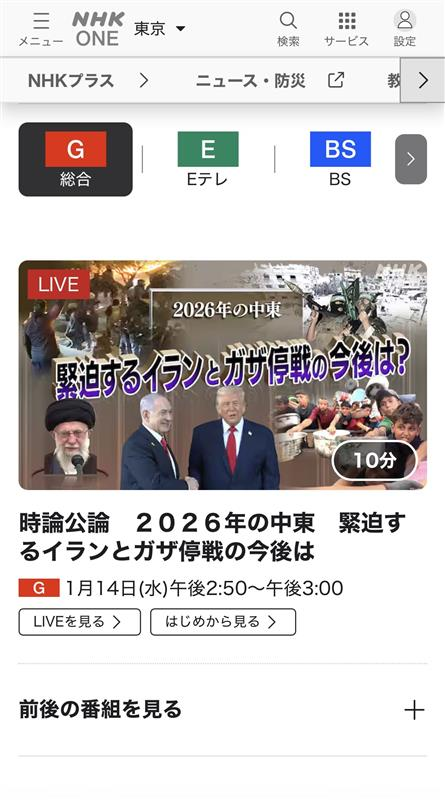 NHK ONE
東京
メニュー
検索
サービス
設定
NHKプラス
ニュース・防災
教
G
総合
E
Eテレ
BS
BS
LIVE
NHK
2026年の中東
緊迫するイランとガザ停戦の今後は?
10分
時論公論 2026年の中東 緊迫す
るイランとガザ停戦の今後は
G 1月14日(水)午後2:50〜午後3:00
LIVEを見る
はじめから見る
前後の番組を見る